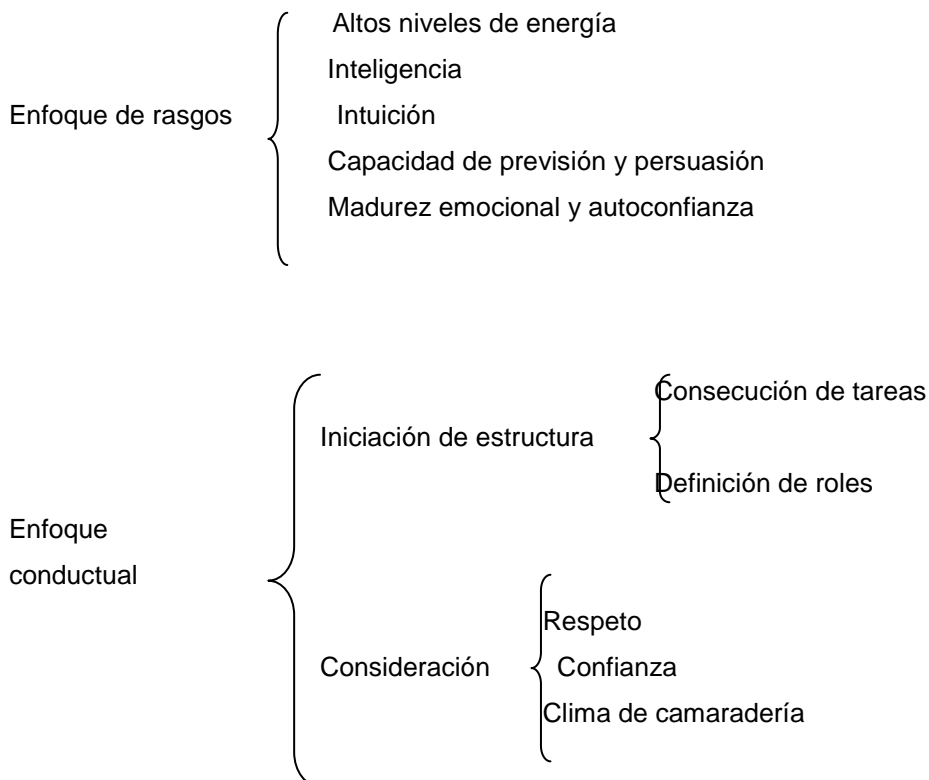 Altos niveles de energía
Inteligencia
Enfoque de rasgos
Intuición
Capacidad de previsión y persuasión
Madurez emocional y autoconfianza
Consecución de tareas
Iniciación de estructura
Definición de roles
Enfoque
conductual
Respeto
Consideración
Confianza
Clima de camaradería